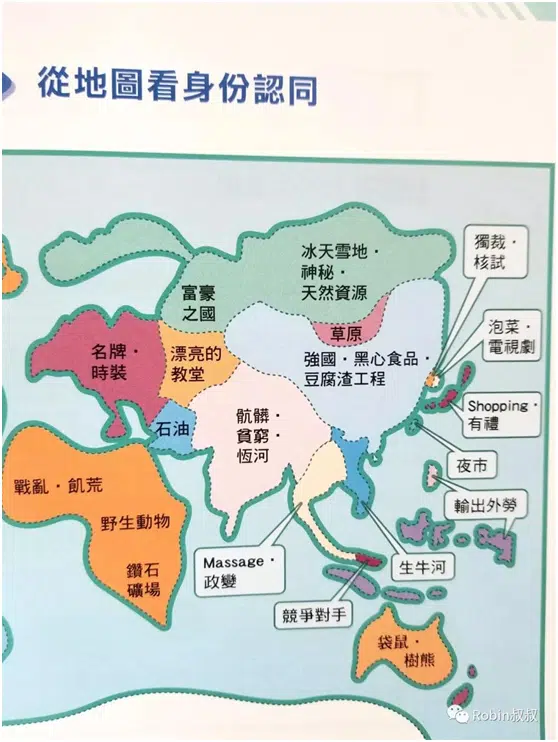 從地圖看身份認同
冰天雪地·
神秘·
天然資源
獨裁·
核試
富豪
之國
草原
泡菜·
電視劇
名牌·
時裝
漂亮的
教堂
強國·黑心食品·
豆腐渣工程
Shopping·
有禮
石油
骯髒·
貧窮·
恆河
夜市
戰亂·飢荒
輸出外勞
野生動物
鑽石
礦場
Massage·
政變
生牛河
競爭對手
袋鼠·
樹熊
Robin叔叔